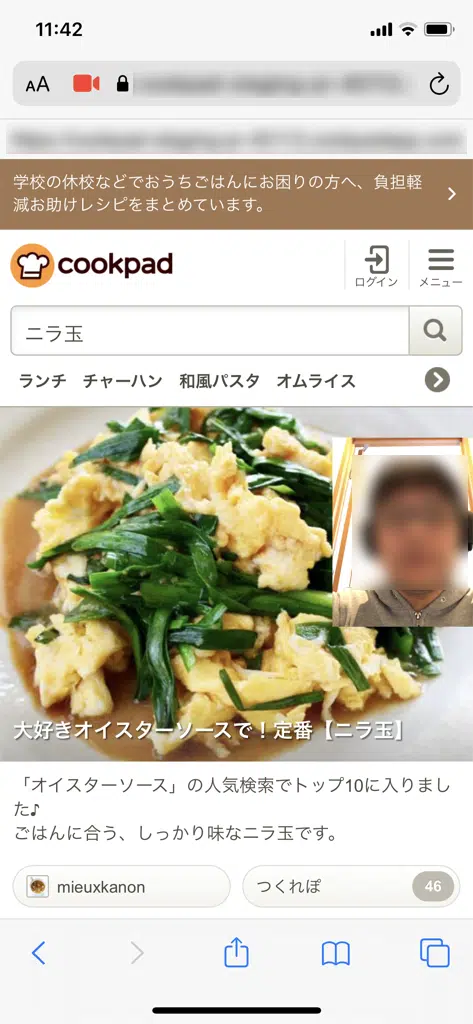 11:42
AA
学校の休校などでおうちごはんにお困りの方へ、負担軽
減お助けレシピをまとめています。
cookpad
ログイン
メニュー
ニラ玉
ランチ チャーハン 和風パスタ オムライス
大好きオイスターソースで！定番【ニラ玉】
「オイスターソース」の人気検索でトップ10に入りまし
た♪
ごはんに合う、しっかり味なニラ玉です。
mieuxkanon
つくれぽ 46